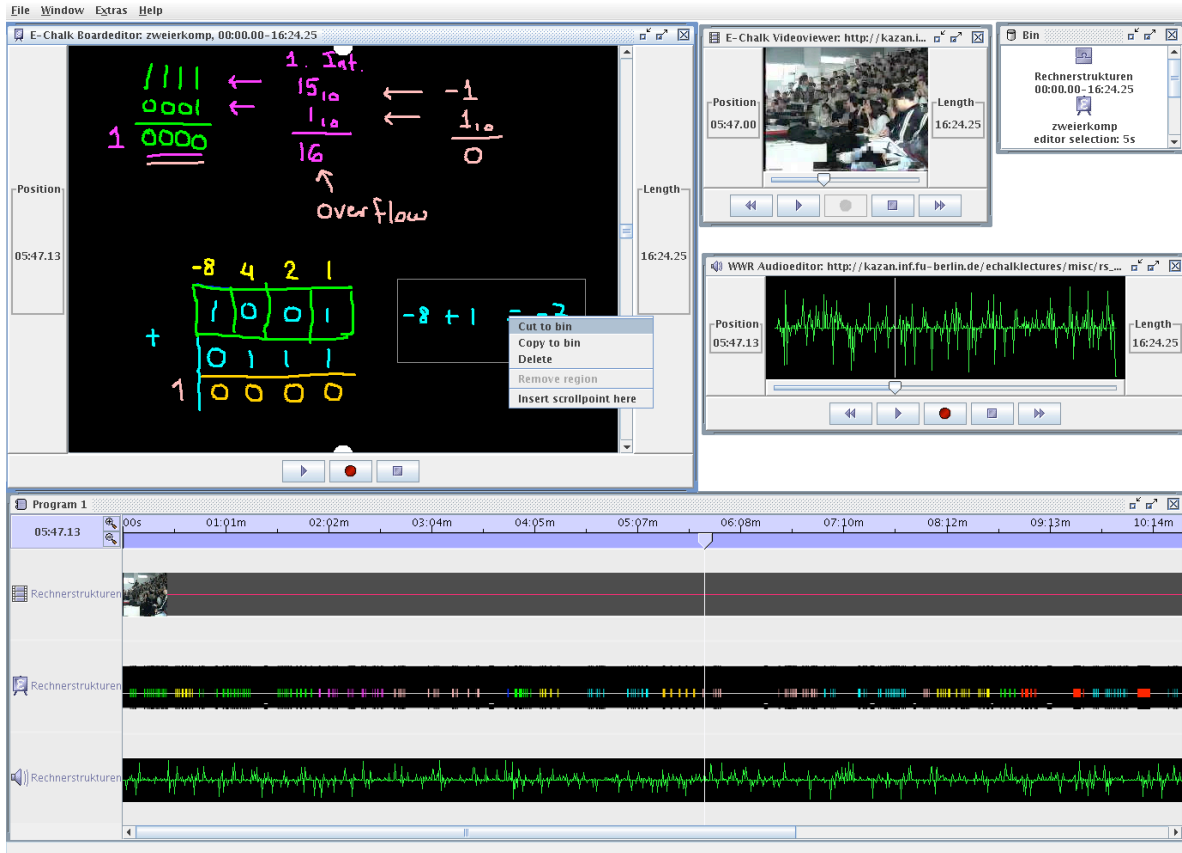 File Window Extras Help
E-Chalk Boardeditor: zweierkomp, 00:00.00-16:24.25
Position
05:47.13
1. Int.
1111 ← 15₁₀ ← -1
0001 ← 1₁₀ ← 1₁₀
1 0000 16 0
overflow
-8 4 2 1
1 0 0 1
+ 0 1 1 1
1 0 0 0 0
-8 + 1 = -7
Cut to bin
Copy to bin
Delete
Remove region
Insert scrollpoint here
Length
16:24.25
E-Chalk Videoviewer: http://kazan.i...
Position
05:47.00
Length
16:24.25
Bin
Rechnerstrukturen
00:00.00-16:24.25
zweierkomp
editor selection: 5s
WWR Audioeditor: http://kazan.inf.fu-berlin.de/echalklectures/misc/rs_...
Position
05:47.13
Length
16:24.25
Program 1
05:47.13
00s 01:01m 02:02m 03:04m 04:05m 05:07m 06:08m 07:10m 08:12m 09:13m 10:14m
Rechnerstrukturen
Rechnerstrukturen
Rechnerstrukturen